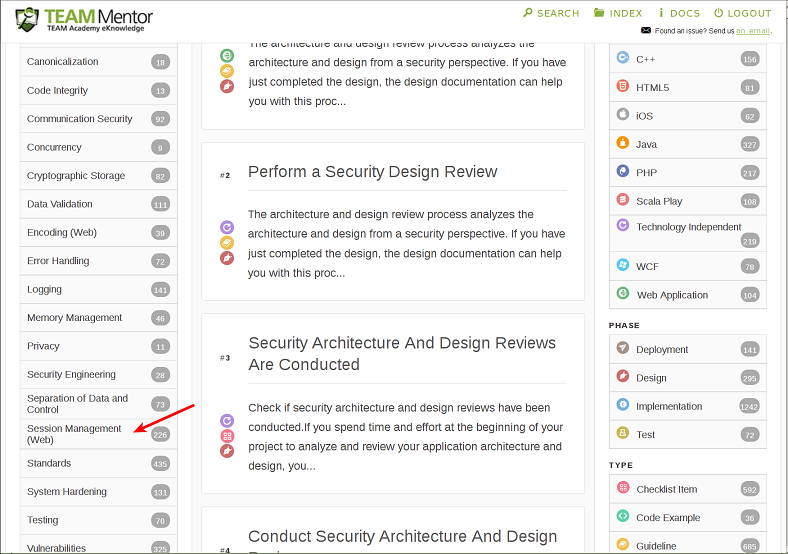 TEAM Mentor
TEAM Academy eKnowledge
SEARCH
INDEX
DOCS
LOGOUT
Found an issue? Send us an email.
Canonicalization 18
Code Integrity 13
Communication Security 92
Concurrency 9
Cryptographic Storage 82
Data Validation 111
Encoding (Web) 39
Error Handling 72
Logging 141
Memory Management 46
Privacy 11
Security Engineering 28
Separation of Data and
Control 73
Session Management
(Web) 226
Standards 435
System Hardening 131
Testing 70
Vulnerabilities 325
The architecture and design review process analyzes the
architecture and design from a security perspective. If you have
just completed the design, the design documentation can help
you with this proc...
#2
Perform a Security Design Review
The architecture and design review process analyzes the
architecture and design from a security perspective. If you have
just completed the design, the design documentation can help
you with this proc...
#3
Security Architecture And Design Reviews
Are Conducted
Check if security architecture and design reviews have been
conducted.If you spend time and effort at the beginning of your
project to analyze and review your application architecture and
design, you...
#4
Conduct Security Architecture And Design
C++ 156
HTML5 81
iOS 62
Java 327
PHP 217
Scala Play 108
Technology Independent
219
WCF 78
Web Application 104
PHASE
Deployment 141
Design 295
Implementation 1242
Test 72
TYPE
Checklist Item 592
Code Example 36
Guideline 685